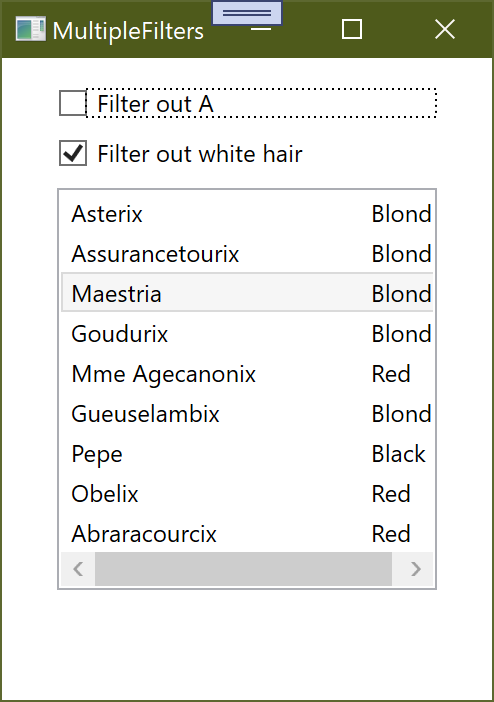 MultipleFilters
Filter out A
Filter out white hair
Asterix Blond
Assurancetourix Blond
Maestria Blond
Goudurix Blond
Mme Agecanonix Red
Gueuselambix Blond
Pepe Black
Obelix Red
Abraracourcix Red